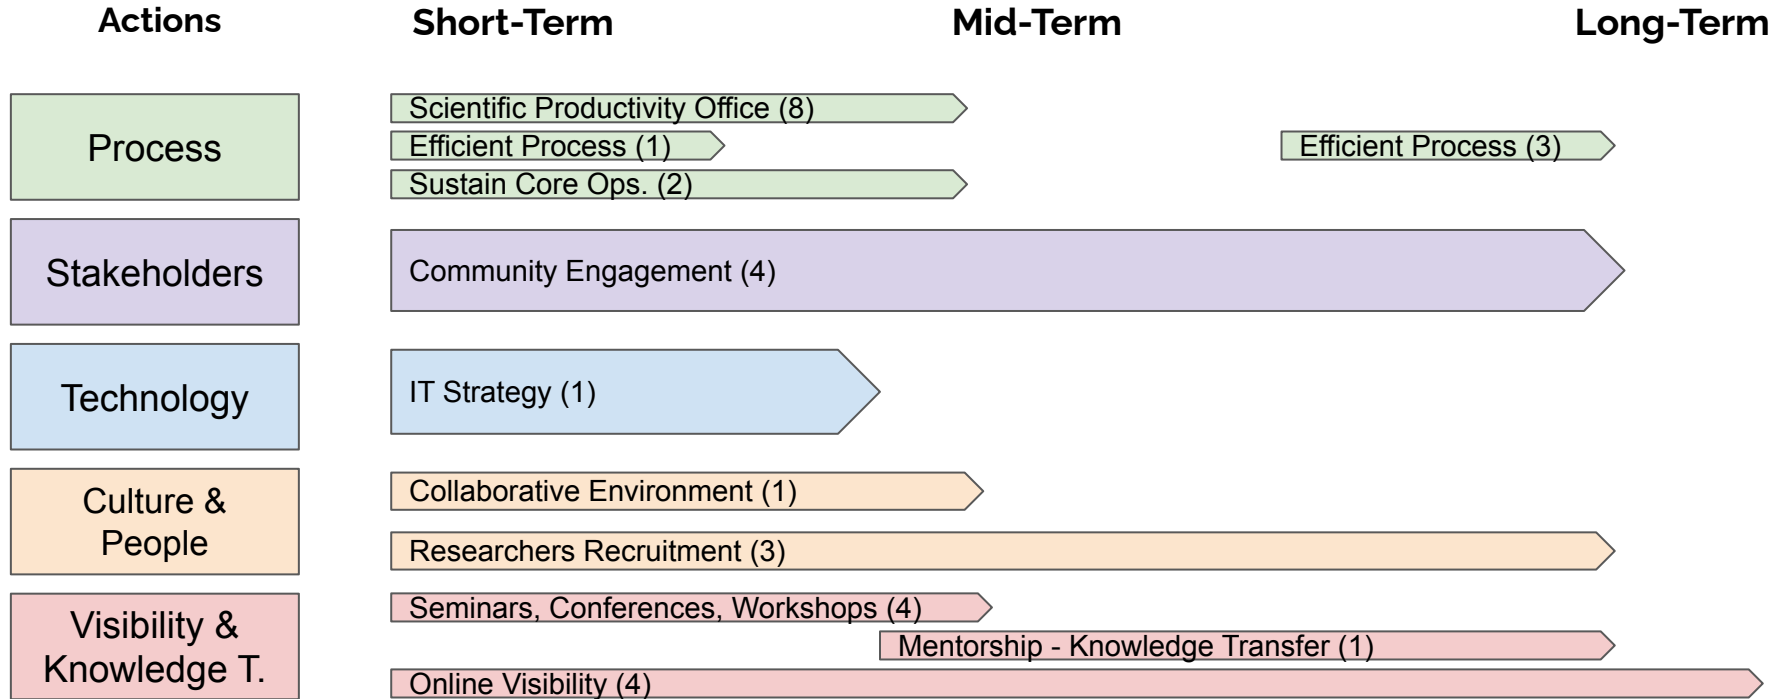 Actions
Short-Term
Mid-Term
Long-Term
Process
Scientific Productivity Office (8)
Efficient Process (1)
Efficient Process (3)
Sustain Core Ops. (2)
Stakeholders
Community Engagement (4)
Technology
IT Strategy (1)
Culture &
People
Collaborative Environment (1)
Researchers Recruitment (3)
Visibility &
Knowledge T.
Seminars, Conferences, Workshops (4)
Mentorship - Knowledge Transfer (1)
Online Visibility (4)